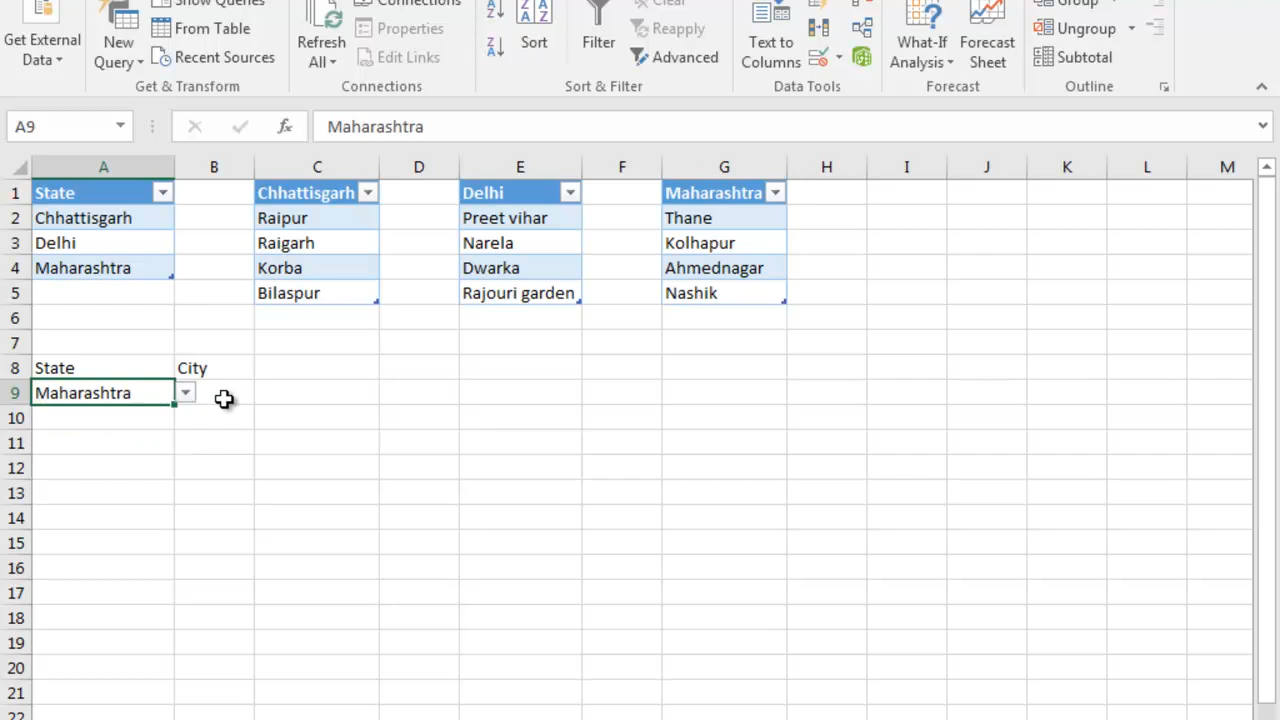 Show Queries Connections Clear Group
From Table Properties Reapply Ungroup
Get External Data
New Query
Recent Sources
Refresh All
Edit Links
Sort
Filter
Advanced
Text to Columns
What-If Analysis
Forecast Sheet
Subtotal
Get & Transform Connections Sort & Filter Data Tools Forecast Outline
A9 fx Maharashtra
A B C D E F G H I J K L M
1 State Chhattisgarh Delhi Maharashtra
2 Chhattisgarh Raipur Preet vihar Thane
3 Delhi Raigarh Narela Kolhapur
4 Maharashtra Korba Dwarka Ahmednagar
5 Bilaspur Rajouri garden Nashik
6
7
8 State City
9 Maharashtra
10
11
12
13
14
15
16
17
18
19
20
21
22